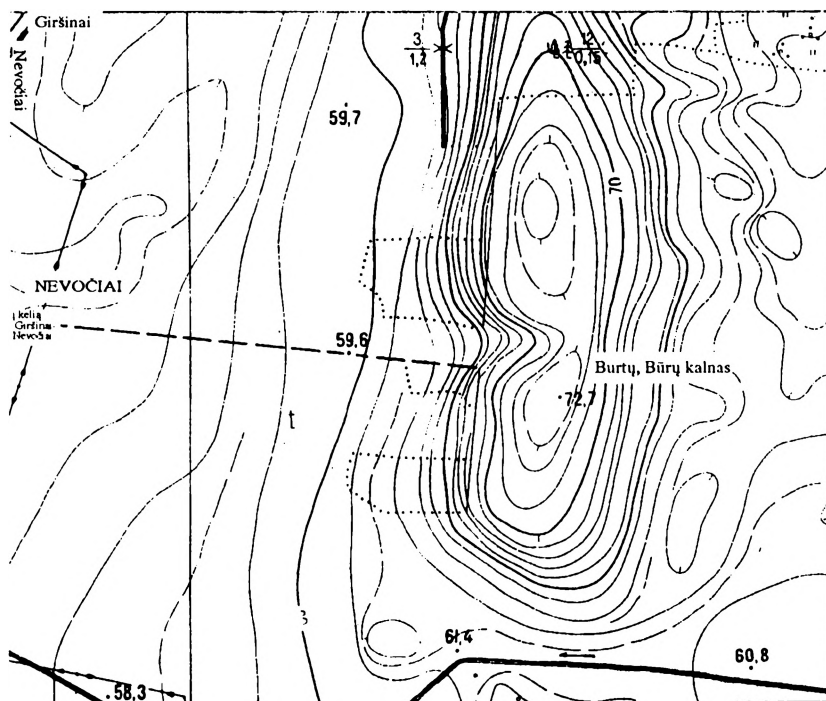 Giršinai
Nevočiai
3
1,2
12
0,15
59,7
70
NEVOČIAI
Į kelią
Giršinai
59,6
Burtų, Būrų kalnas
72,7
t
61,4
60,8
58,3